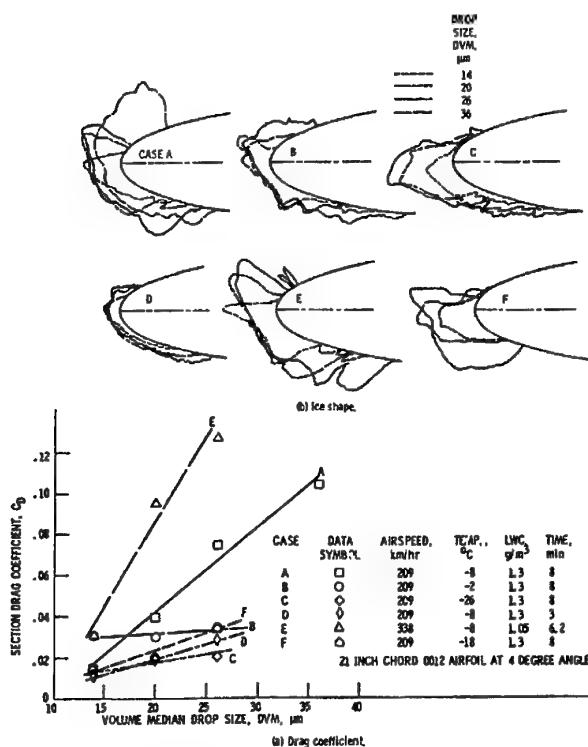 DROP
SIZE,
DVM,
μm
14
20
26
36
CASE A
B
C
D
E
F
(b) Ice shape.
SECTION DRAG COEFFICIENT, CD
.12
.10
.08
.06
.04
.02
0
10 15 20 25 30 35 40
VOLUME MEDIAN DROP SIZE, DVM, μm
E
A
F
B
D
C
CASE DATA SYMBOL AIRSPEED, km/hr TEMP., °C LWC, g/m3 TIME, min
A 209 -8 1.3 8
B 209 -2 1.3 8
C 209 -26 1.3 8
D 209 -8 1.3 3
E 338 -8 1.05 6.2
F 209 -18 1.3 8
21 INCH CHORD 0012 AIRFOIL AT 4 DEGREE ANGLE
(a) Drag coefficient.